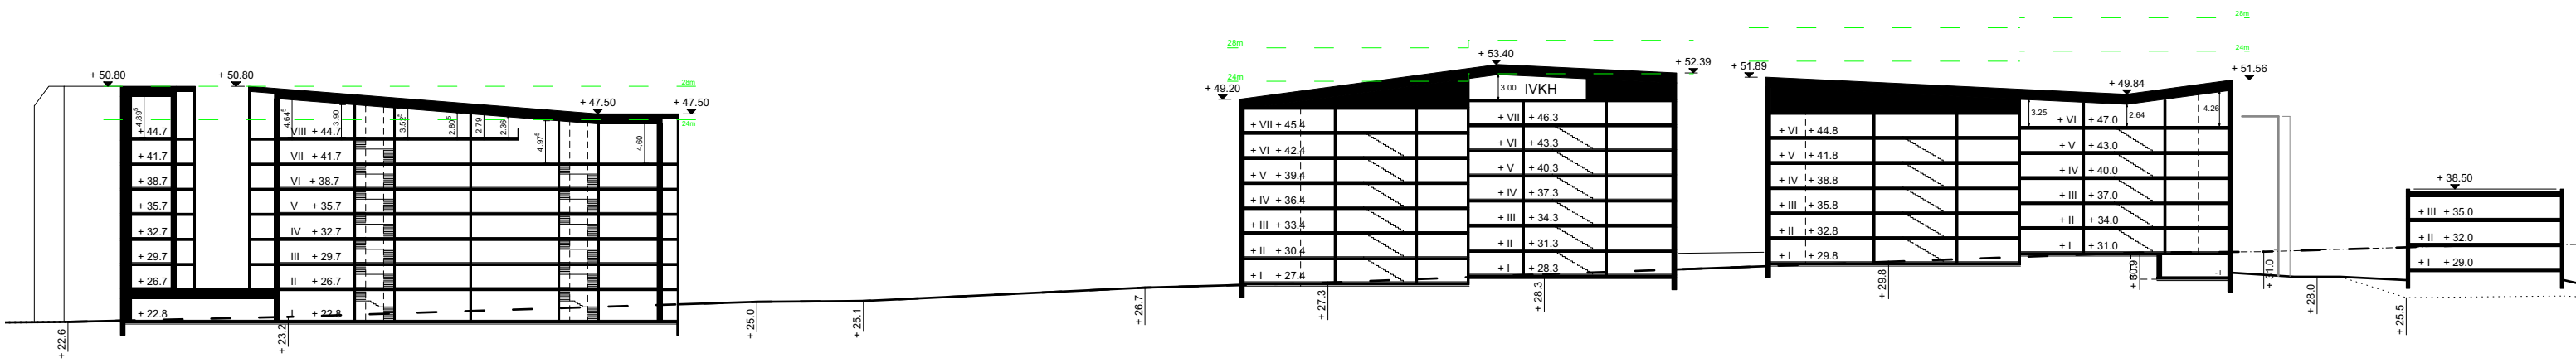 + 50.80
+ 50.80
28m
+ 47.50
+ 47.50
24m
4.89⁵
4.64⁵
3.90
3.52⁵
2.80⁵
2.79
2.36
4.97⁵
4.60
+ 44.7
VIII + 44.7
+ 41.7
VII + 41.7
+ 38.7
VI + 38.7
+ 35.7
V + 35.7
+ 32.7
IV + 32.7
+ 29.7
III + 29.7
+ 26.7
II + 26.7
+ 22.8
I + 22.8
+ 22.6
+ 23.2
+ 25.0
+ 25.1
+ 26.7
28m
24m
+ 49.20
+ 53.40
+ 52.39
3.00
IVKH
+ VII + 45.4
+ VI + 42.4
+ V + 39.4
+ IV + 36.4
+ III + 33.4
+ II + 30.4
+ I + 27.4
+ VII + 46.3
+ VI + 43.3
+ V + 40.3
+ IV + 37.3
+ III + 34.3
+ II + 31.3
+ I + 28.3
+ 27.3
+ 28.3
28m
24m
+ 51.89
+ 49.84
+ 51.56
3.25
2.64
4.26
+ VI + 44.8
+ V + 41.8
+ IV + 38.8
+ III + 35.8
+ II + 32.8
+ I + 29.8
+ VI + 47.0
+ V + 43.0
+ IV + 40.0
+ III + 37.0
+ II + 34.0
+ I + 31.0
- I
+ 29.8
+ 30.9
+ 31.0
+ 28.0
+ 25.5
+ 38.50
+ III + 35.0
+ II + 32.0
+ I + 29.0